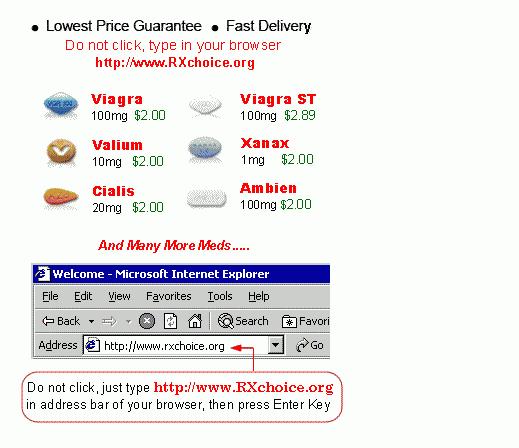 • Lowest Price Guarantee • Fast Delivery
Do not click, type in your browser
http://www.RXchoice.org
Viagra
100mg $2.00
Viagra ST
100mg $2.89
Valium
10mg $2.00
Xanax
1mg $2.00
Cialis
20mg $2.00
Ambien
100mg $2.00
And Many More Meds.....
Welcome - Microsoft Internet Explorer
File Edit View Favorites Tools Help
Back Search Favori
Address http://www.rxchoice.org Go
Do not click, just type http://www.RXchoice.org
in address bar of your browser, then press Enter Key